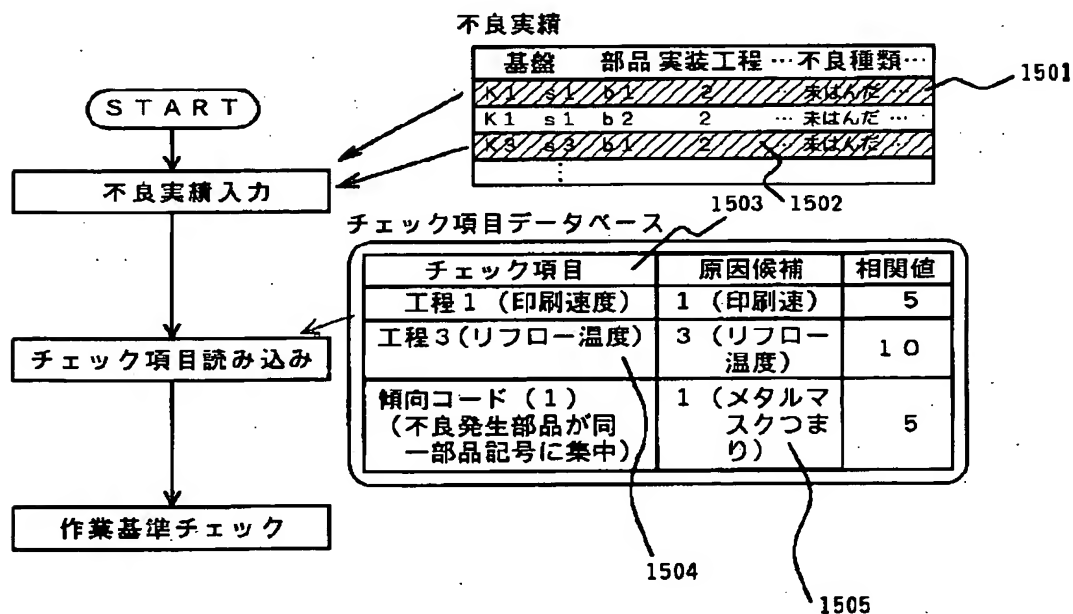 不良実績
基盤 部品 実装工程 … 不良種類 …
K1 s1 b1 2 … 未はんだ …
K1 s1 b2 2 … 未はんだ …
K3 s3 b1 2 … 未はんだ …
⋮
1501
1502
START
不良実績入力
チェック項目読み込み
作業基準チェック
チェック項目データベース
1503
チェック項目 原因候補 相関値
工程1(印刷速度) 1(印刷速) 5
工程3(リフロー温度) 3(リフロー
温度) 10
傾向コード(1)
(不良発生部品が同
一部品記号に集中)
1(メタルマ
スクつま
り)
5
1504
1505